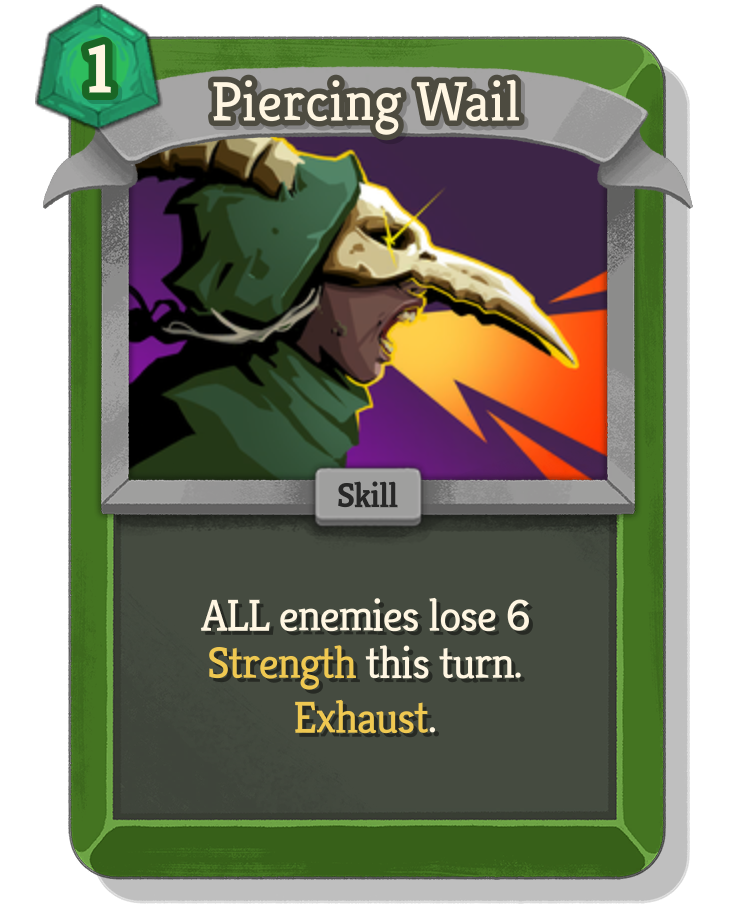 1
Piercing Wail
Skill
ALL enemies lose 6
Strength this turn.
Exhaust.